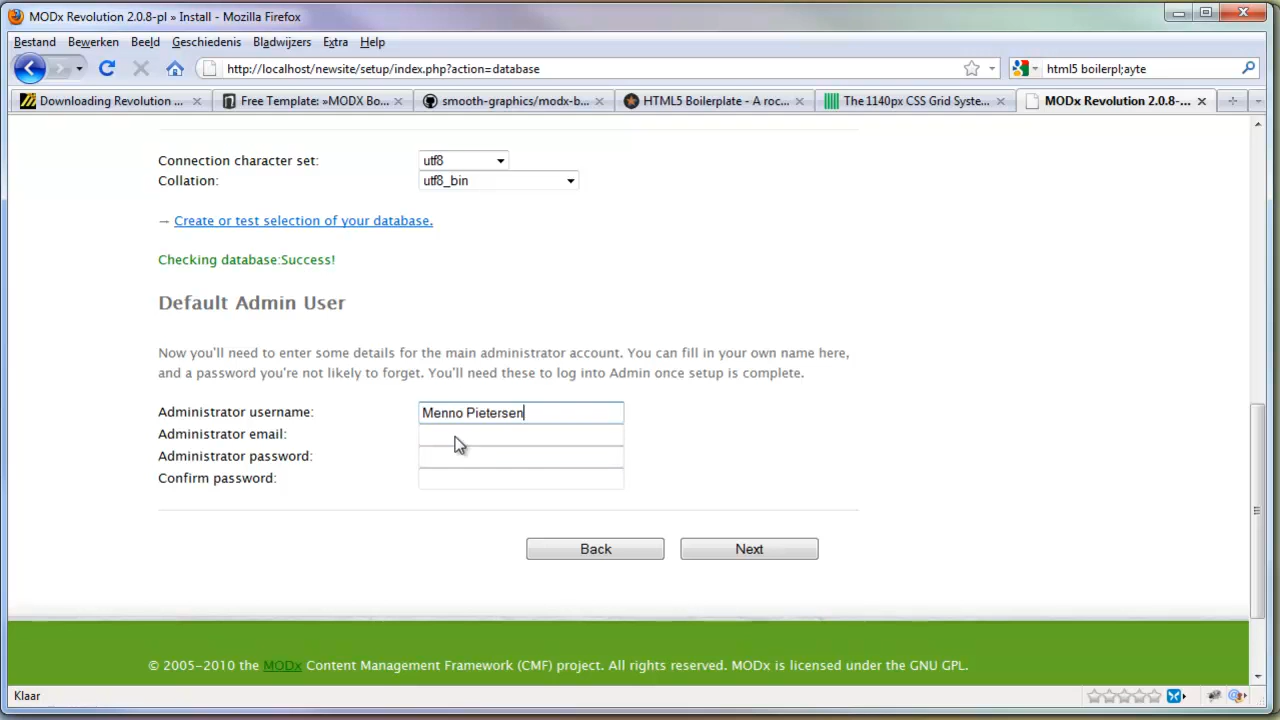 MODx Revolution 2.0.8-pl » Install - Mozilla Firefox
Bestand Bewerken Beeld Geschiedenis Bladwijzers Extra Help
http://localhost/newsite/setup/index.php?action=database html5 boilerpl;ayte
Downloading Revolution ... Free Template: »MODX Bo... smooth-graphics/modx-b... HTML5 Boilerplate - A roc... The 1140px CSS Grid Syste... MODx Revolution 2.0.8-...
Connection character set: utf8
Collation: utf8_bin
→ Create or test selection of your database.
Checking database:Success!
Default Admin User
Now you'll need to enter some details for the main administrator account. You can fill in your own name here,
and a password you're not likely to forget. You'll need these to log into Admin once setup is complete.
Administrator username: Menno Pietersen
Administrator email:
Administrator password:
Confirm password:
Back Next
© 2005-2010 the MODx Content Management Framework (CMF) project. All rights reserved. MODx is licensed under the GNU GPL.
Klaar